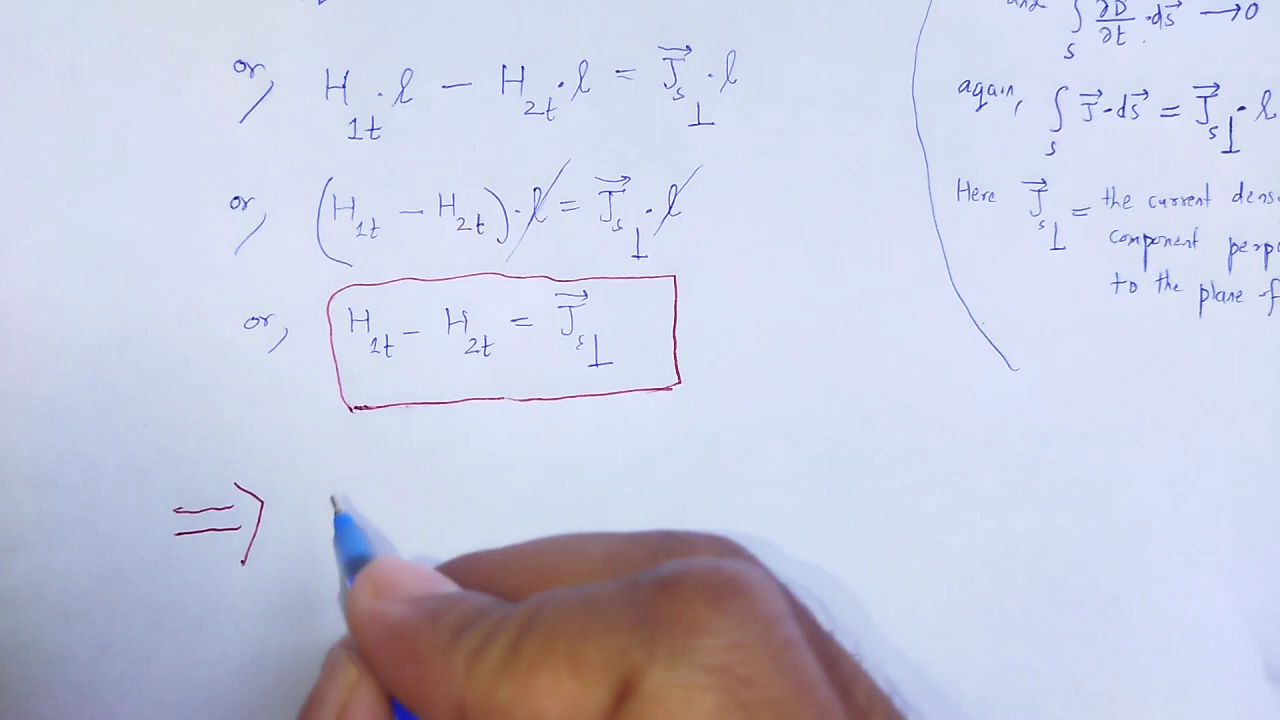 or, H₁t · l − H₂t · l = J⃗s⊥ · l
or, (H₁t − H₂t) · l = J⃗s⊥ · l
or, H₁t − H₂t = J⃗s⊥
⇒
∫s ∂D/∂t · ds⃗ → 0
again, ∫s J⃗ · ds⃗ = J⃗s⊥ · l
Here J⃗s⊥ = the current dens
component perp
to the plane of